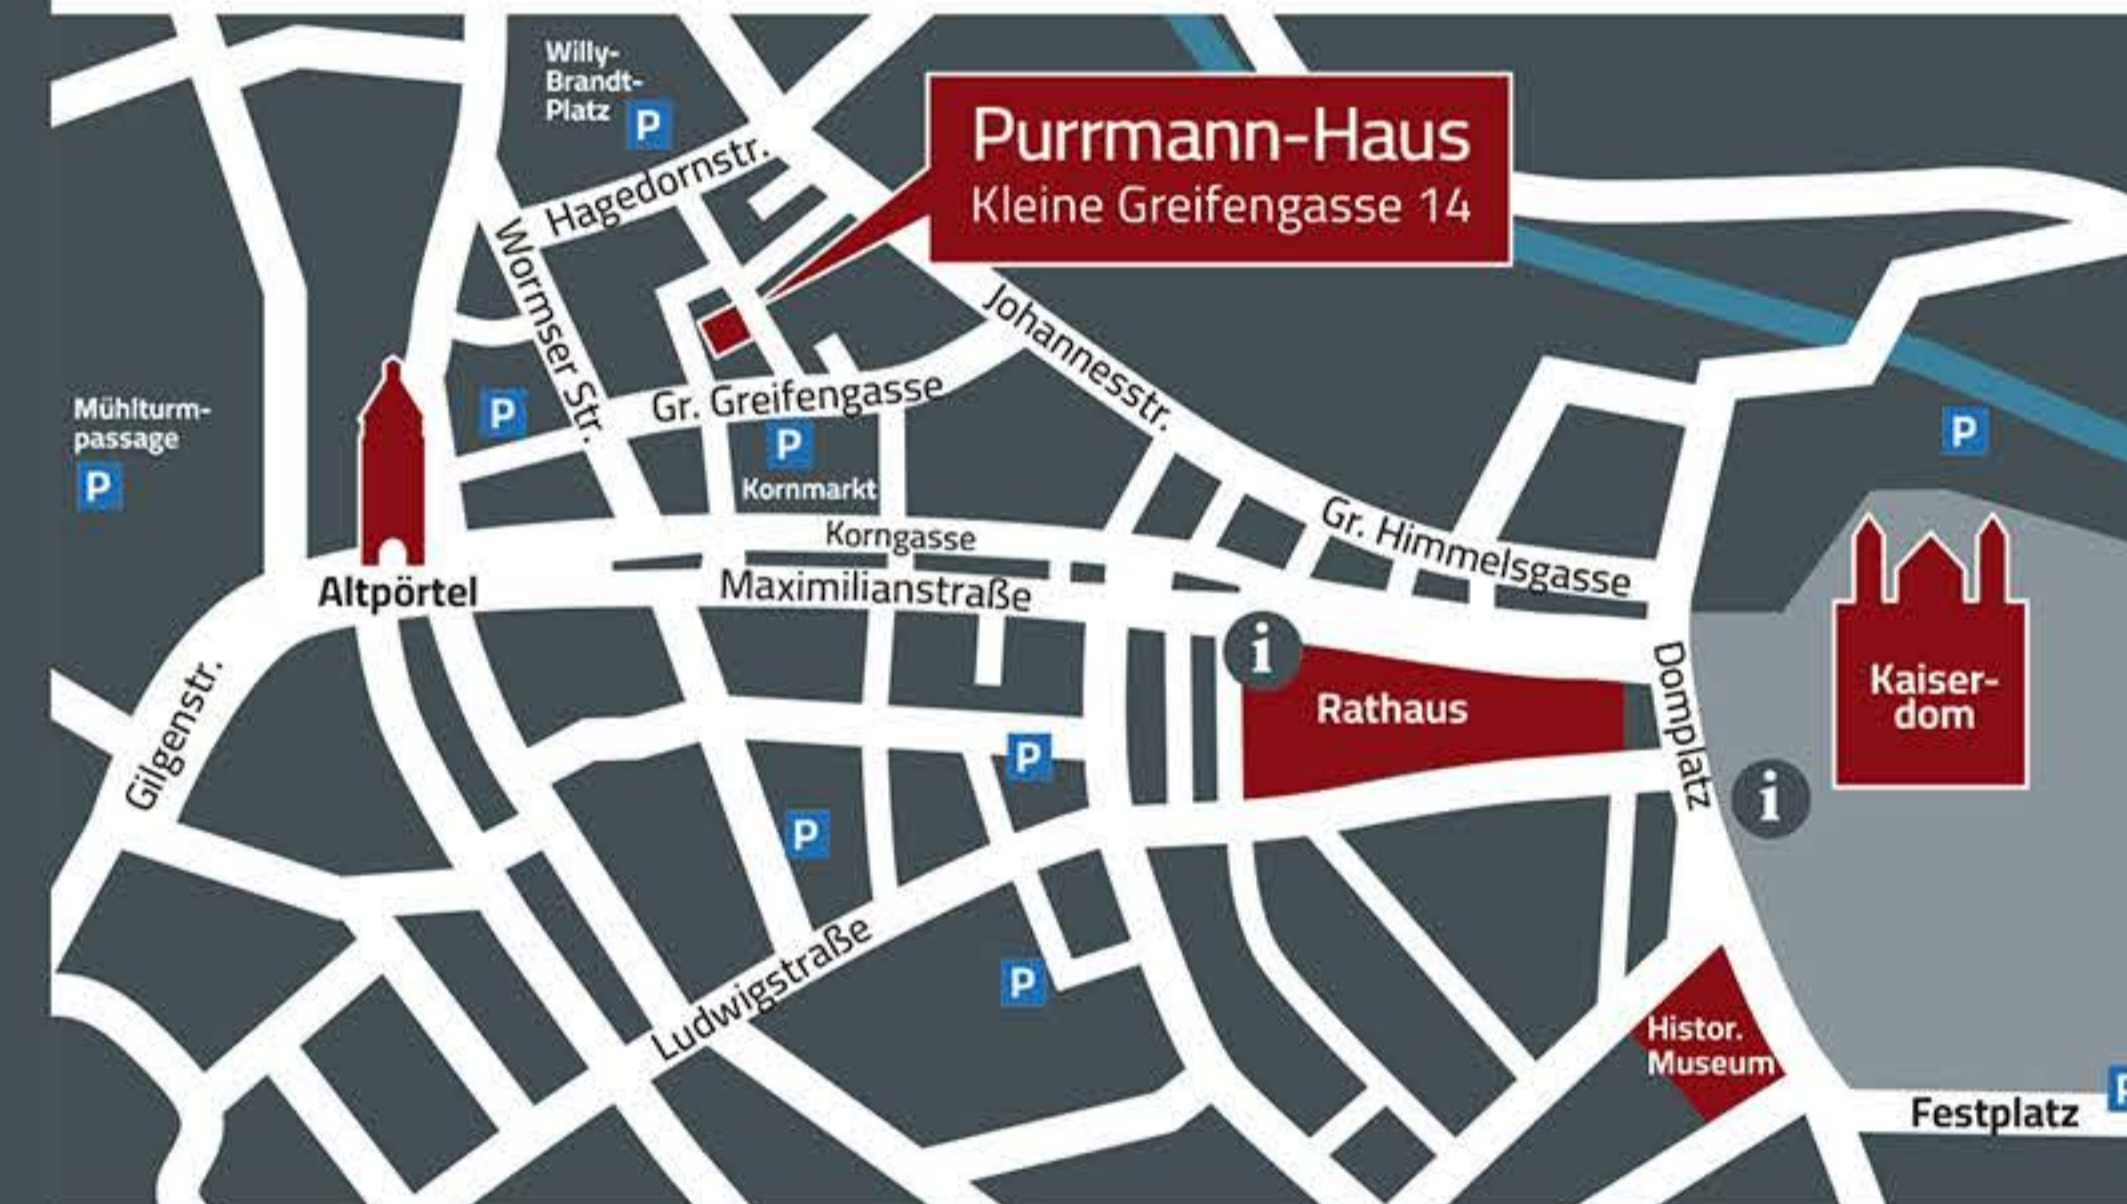 Willy-
Brandt-
Platz
P
Hagedornstr.
Purrmann-Haus
Kleine Greifengasse 14
Wormser Str.
Johannesstr.
Gr. Greifengasse
P
P
Kornmarkt
Mühlturm-
passage
P
P
Korngasse
Gr. Himmelsgasse
Altpörtel
Maximilianstraße
i
Rathaus
Domplatz
Kaiser-
dom
Gilgenstr.
P
i
P
Ludwigstraße
P
Histor.
Museum
Festplatz
P